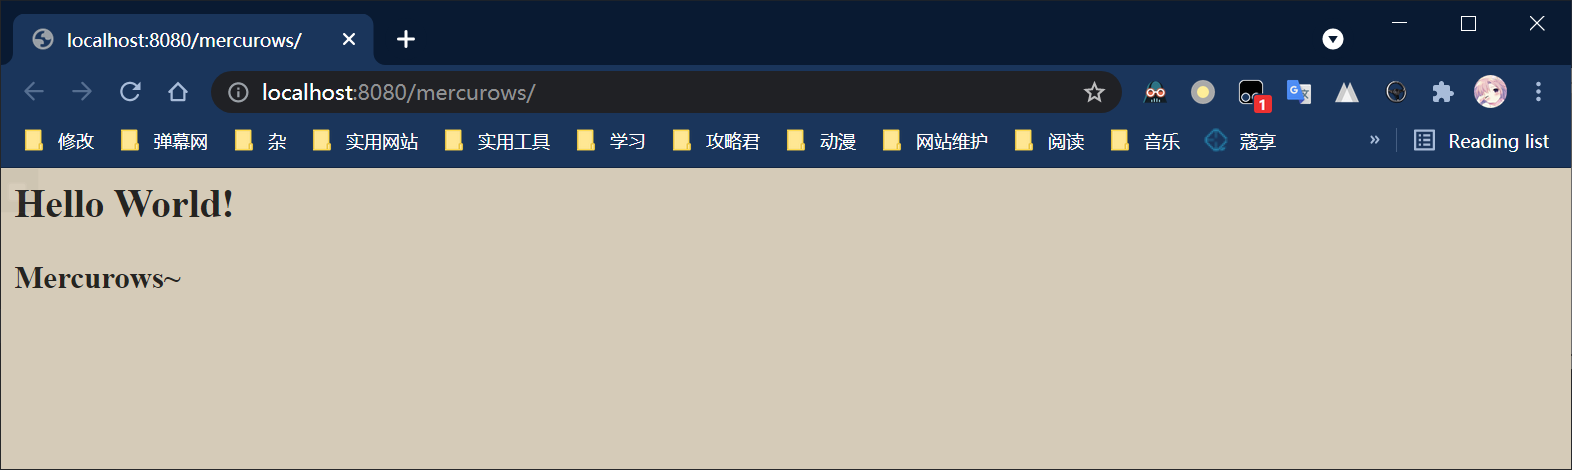 localhost:8080/mercurows/
localhost:8080/mercurows/
1
修改 弹幕网 杂 实用网站 实用工具 学习 攻略君 动漫 网站维护 阅读 音乐 蔻享 » Reading list
Hello World!
Mercurows~